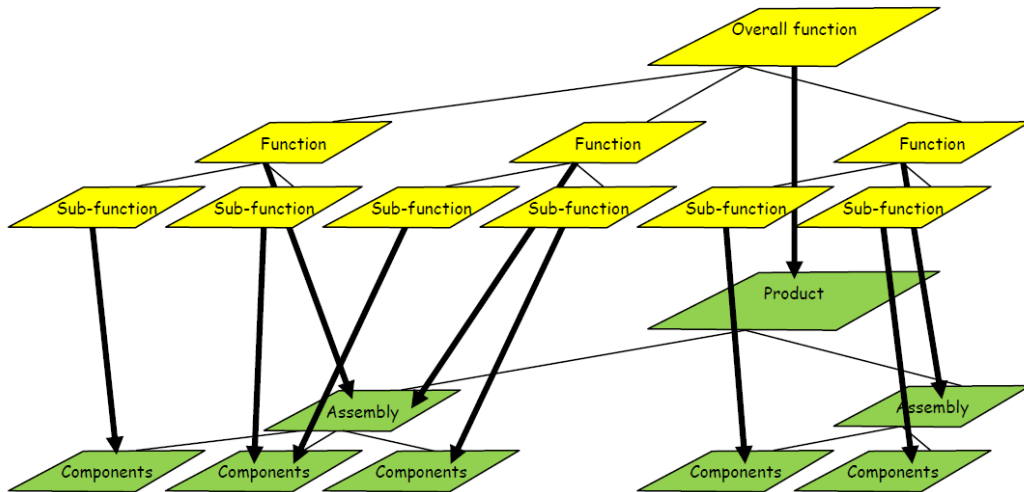 Overall function
Function
Function
Function
Sub-function
Sub-function
Sub-function
Sub-function
Sub-function
Sub-function
Product
Assembly
Assembly
Components
Components
Components
Components
Components